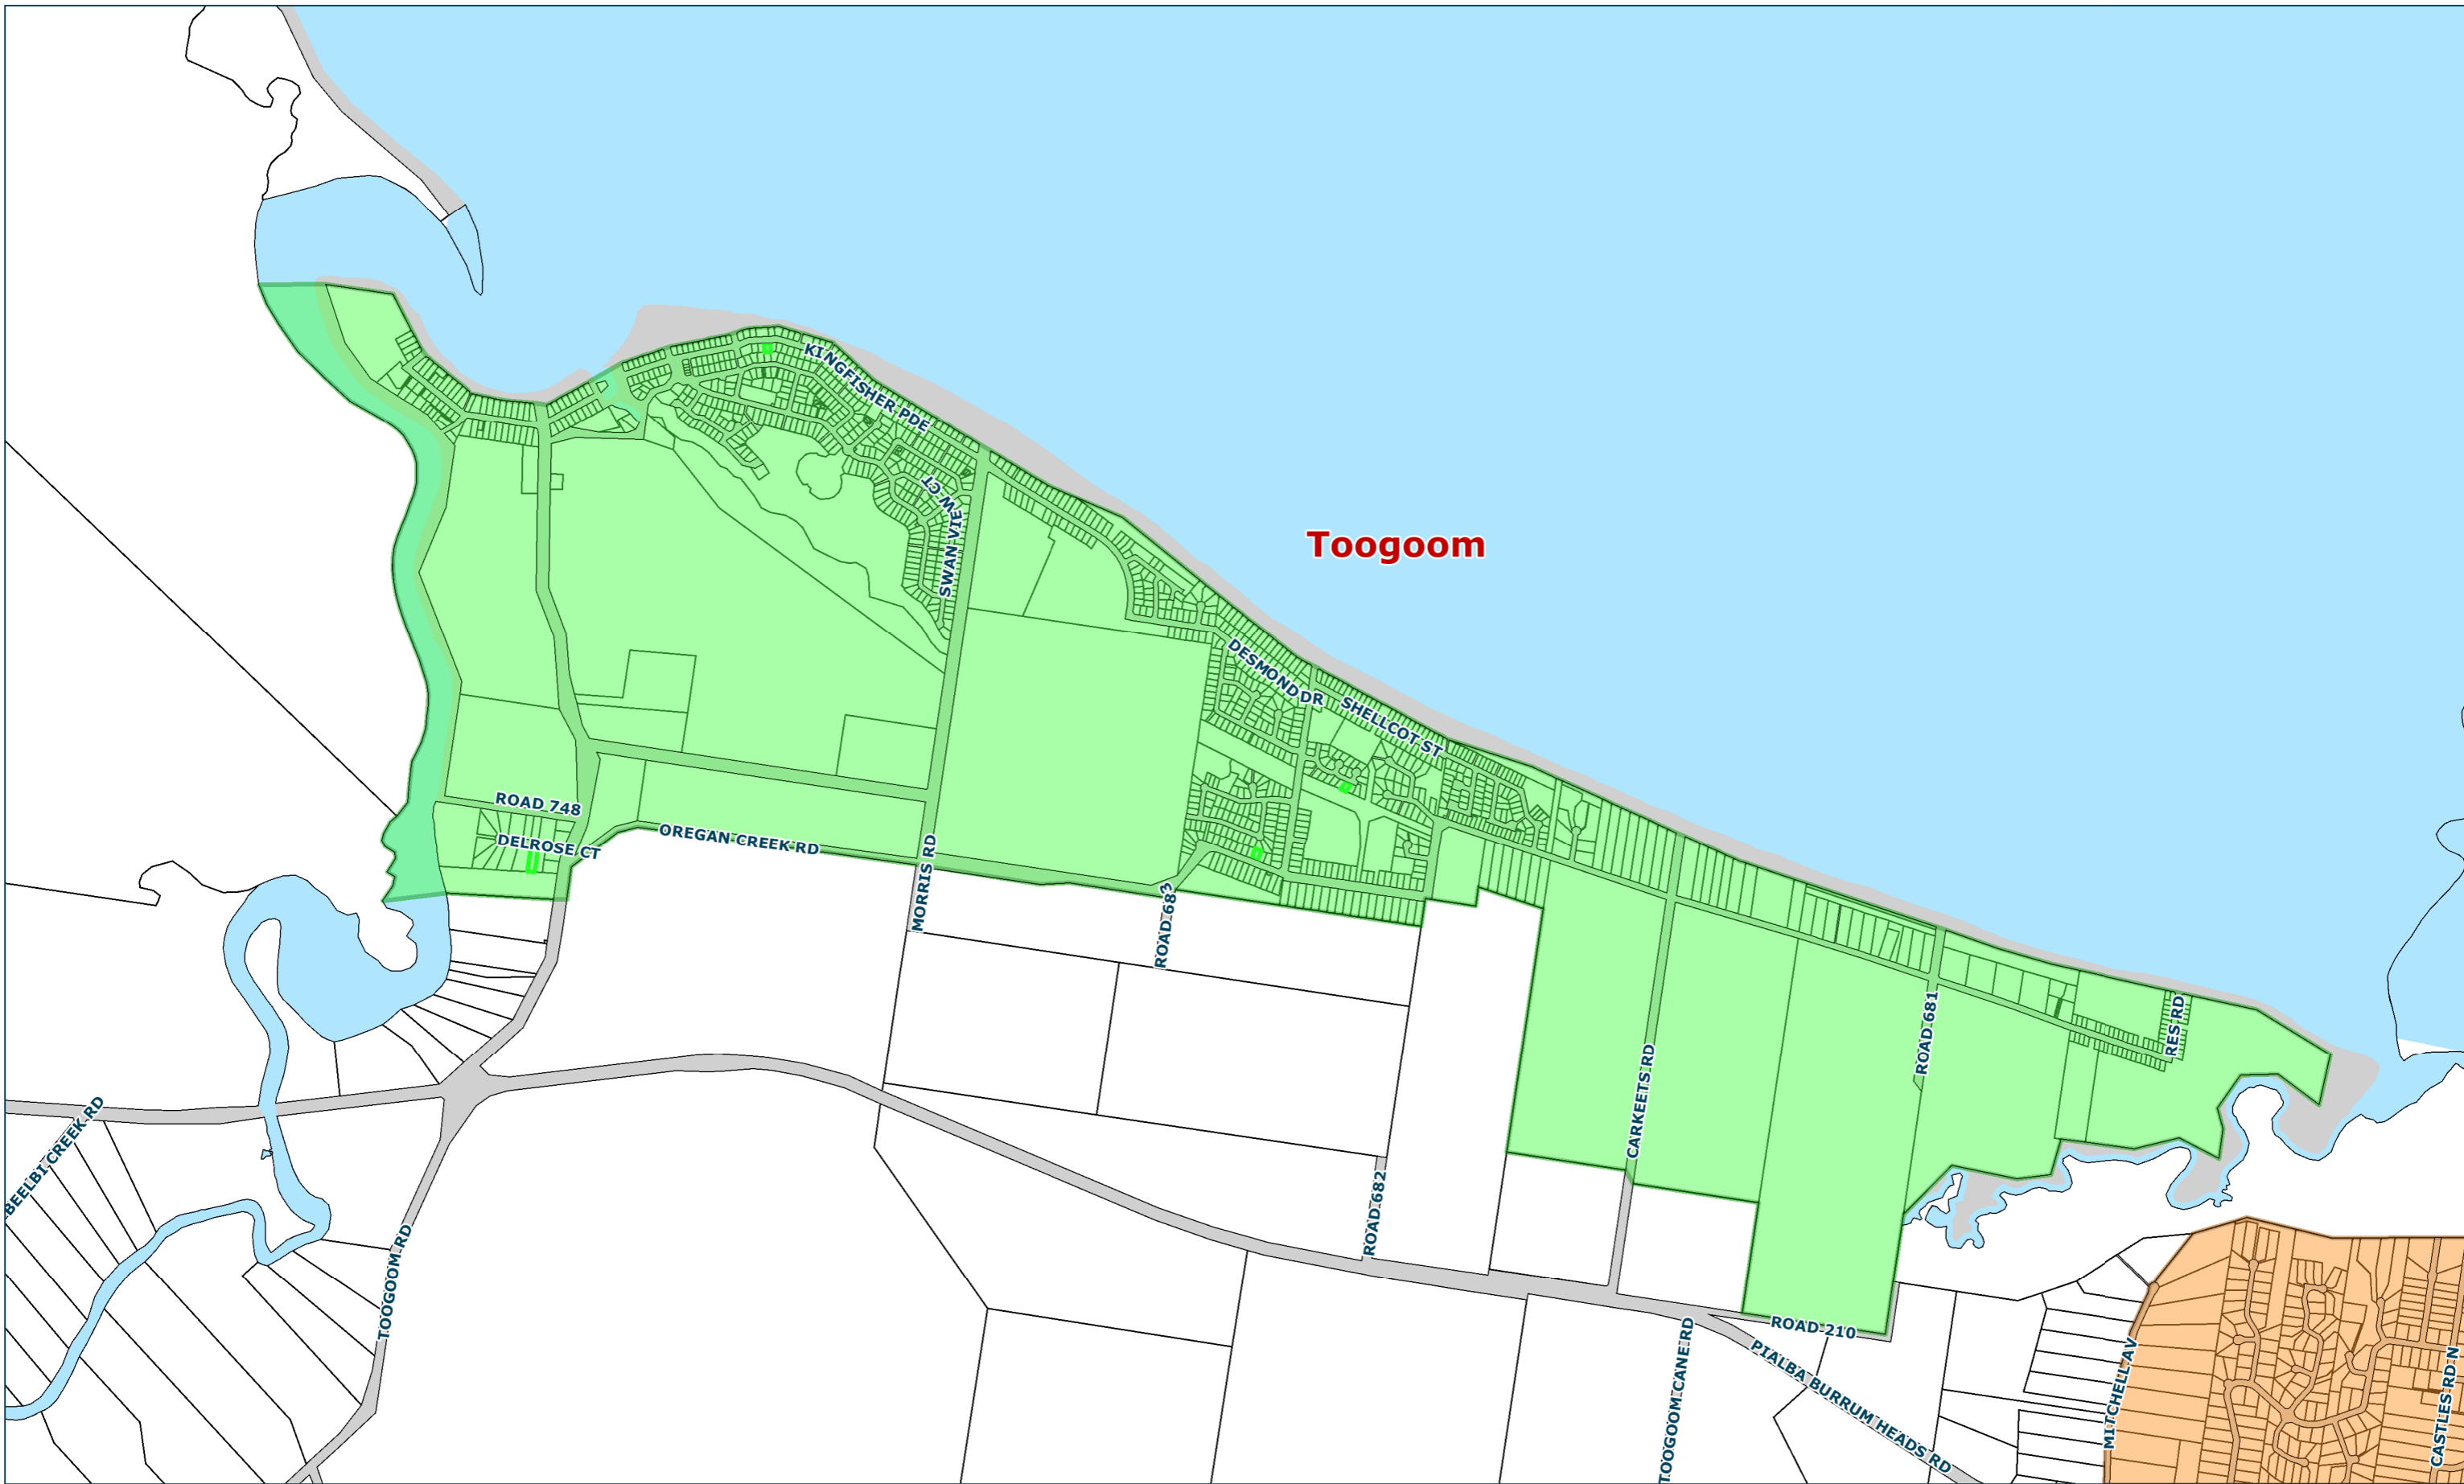 KINGFISHER PDE
SWAN VIEW CT
Toogoom
DESMOND DR
SHELLCOT ST
ROAD 748
DELROSE CT
OREGAN CREEK RD
MORRIS RD
ROAD 683
CARKEETS RD
ROAD 681
RES RD
BEELBI CREEK RD
TOOGOOM RD
ROAD 682
ROAD 210
TOOGOOM CANE RD
PIALBA BURRUM HEADS RD
MITCHELL AV
CASTLES RD N